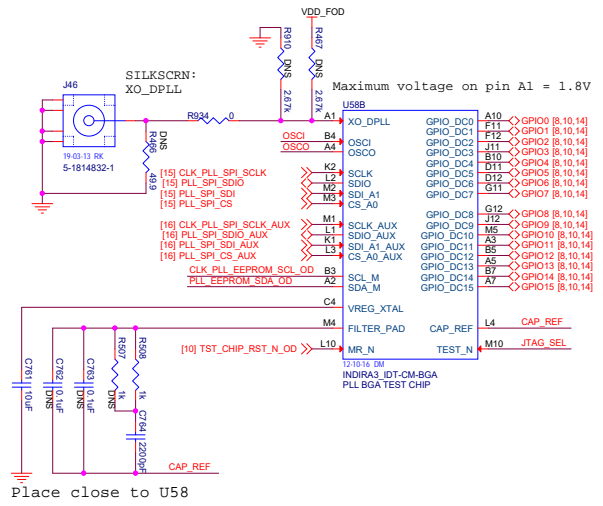 VDD_FOD
R910
DNS
2.67k
R467
DNS
2.67k
J46
SILKSCRN:
XO_DPLL
19-03-13 RK
5-1814832-1
R934 0
R466
49.9
Maximum voltage on pin A1 = 1.8V
U58B
A1 XO_DPLL
OSCI B4 OSCI
OSCO A4 OSCO
[15] CLK_PLL_SPI_SCLK K2 SCLK
[15] PLL_SPI_SDIO L2 SDIO
[15] PLL_SPI_SDI M2 SDI_A1
[15] PLL_SPI_CS M3 CS_A0
[16] CLK_PLL_SPI_SCLK_AUX M1 SCLK_AUX
[16] PLL_SPI_SDIO_AUX L1 SDIO_AUX
[16] PLL_SPI_SDI_AUX K1 SDI_A1_AUX
[16] PLL_SPI_CS_AUX L3 CS_A0_AUX
CLK_PLL_EEPROM_SCL_OD B3 SCL_M
PLL_EEPROM_SDA_OD A2 SDA_M
C4 VREG_XTAL
M4 FILTER_PAD
[10] TST_CHIP_RST_N_OD L10 MR_N
GPIO_DC0 A10 GPIO0 [8,10,14]
GPIO_DC1 F11 GPIO1 [8,10,14]
GPIO_DC2 F12 GPIO2 [8,10,14]
GPIO_DC3 J11 GPIO3 [8,10,14]
GPIO_DC4 B10 GPIO4 [8,10,14]
GPIO_DC5 D11 GPIO5 [8,10,14]
GPIO_DC6 D12 GPIO6 [8,10,14]
GPIO_DC7 G11 GPIO7 [8,10,14]
GPIO_DC8 G12 GPIO8 [8,10,14]
GPIO_DC9 J12 GPIO9 [8,10,14]
GPIO_DC10 M5 GPIO10 [8,10,14]
GPIO_DC11 A3 GPIO11 [8,10,14]
GPIO_DC12 B5 GPIO12 [8,10,14]
GPIO_DC13 A5 GPIO13 [8,10,14]
GPIO_DC14 B7 GPIO14 [8,10,14]
GPIO_DC15 A7 GPIO15 [8,10,14]
CAP_REF L4 CAP_REF
TEST_N M10 JTAG_SEL
12-10-16 DM
INDIRA3_IDT-CM-BGA
PLL BGA TEST CHIP
C761
10uF
C762
0.1uF
DNS
C763
0.1uF
DNS
R507
1k
R508
1k
C764
2200pF
CAP_REF
Place close to U58